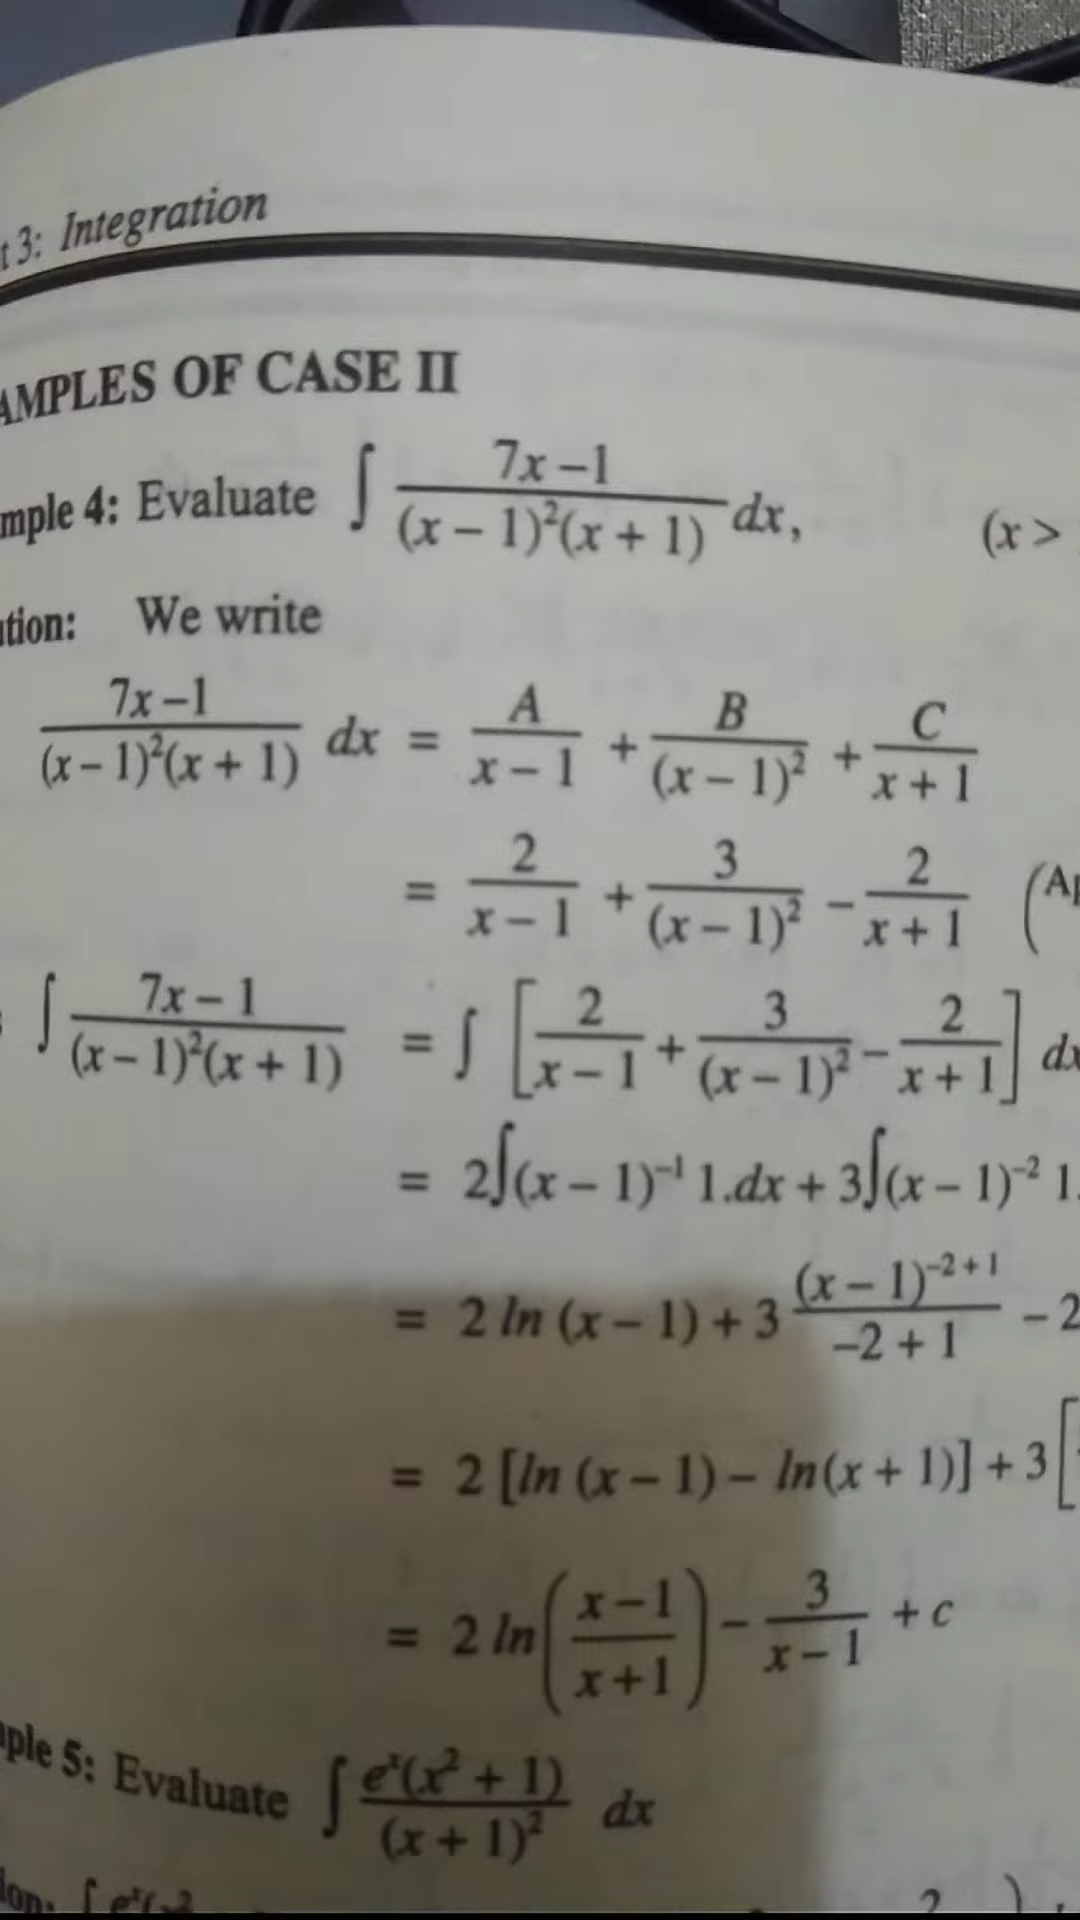 t 3: Integration
AMPLES OF CASE II
mple 4: Evaluate ∫ (7x – 1)/((x – 1)²(x + 1)) dx, (x >
ution: We write
(7x – 1)/((x – 1)²(x + 1)) dx = A/(x – 1) + B/(x – 1)² + C/(x + 1)
= 2/(x – 1) + 3/(x – 1)² – 2/(x + 1) (Ap
∫ (7x – 1)/((x – 1)²(x + 1)) = ∫ [2/(x – 1) + 3/(x – 1)² – 2/(x + 1)] dx
= 2∫(x – 1)⁻¹ 1.dx + 3∫(x – 1)⁻² 1.
= 2 ln (x – 1) + 3 (x – 1)⁻²⁺¹/(–2 + 1) – 2
= 2 [ln (x – 1) – ln(x + 1)] + 3 [
= 2 ln((x – 1)/(x + 1)) – 3/(x – 1) + c
ple 5: Evaluate ∫ eˣ(x² + 1)/(x + 1)² dx